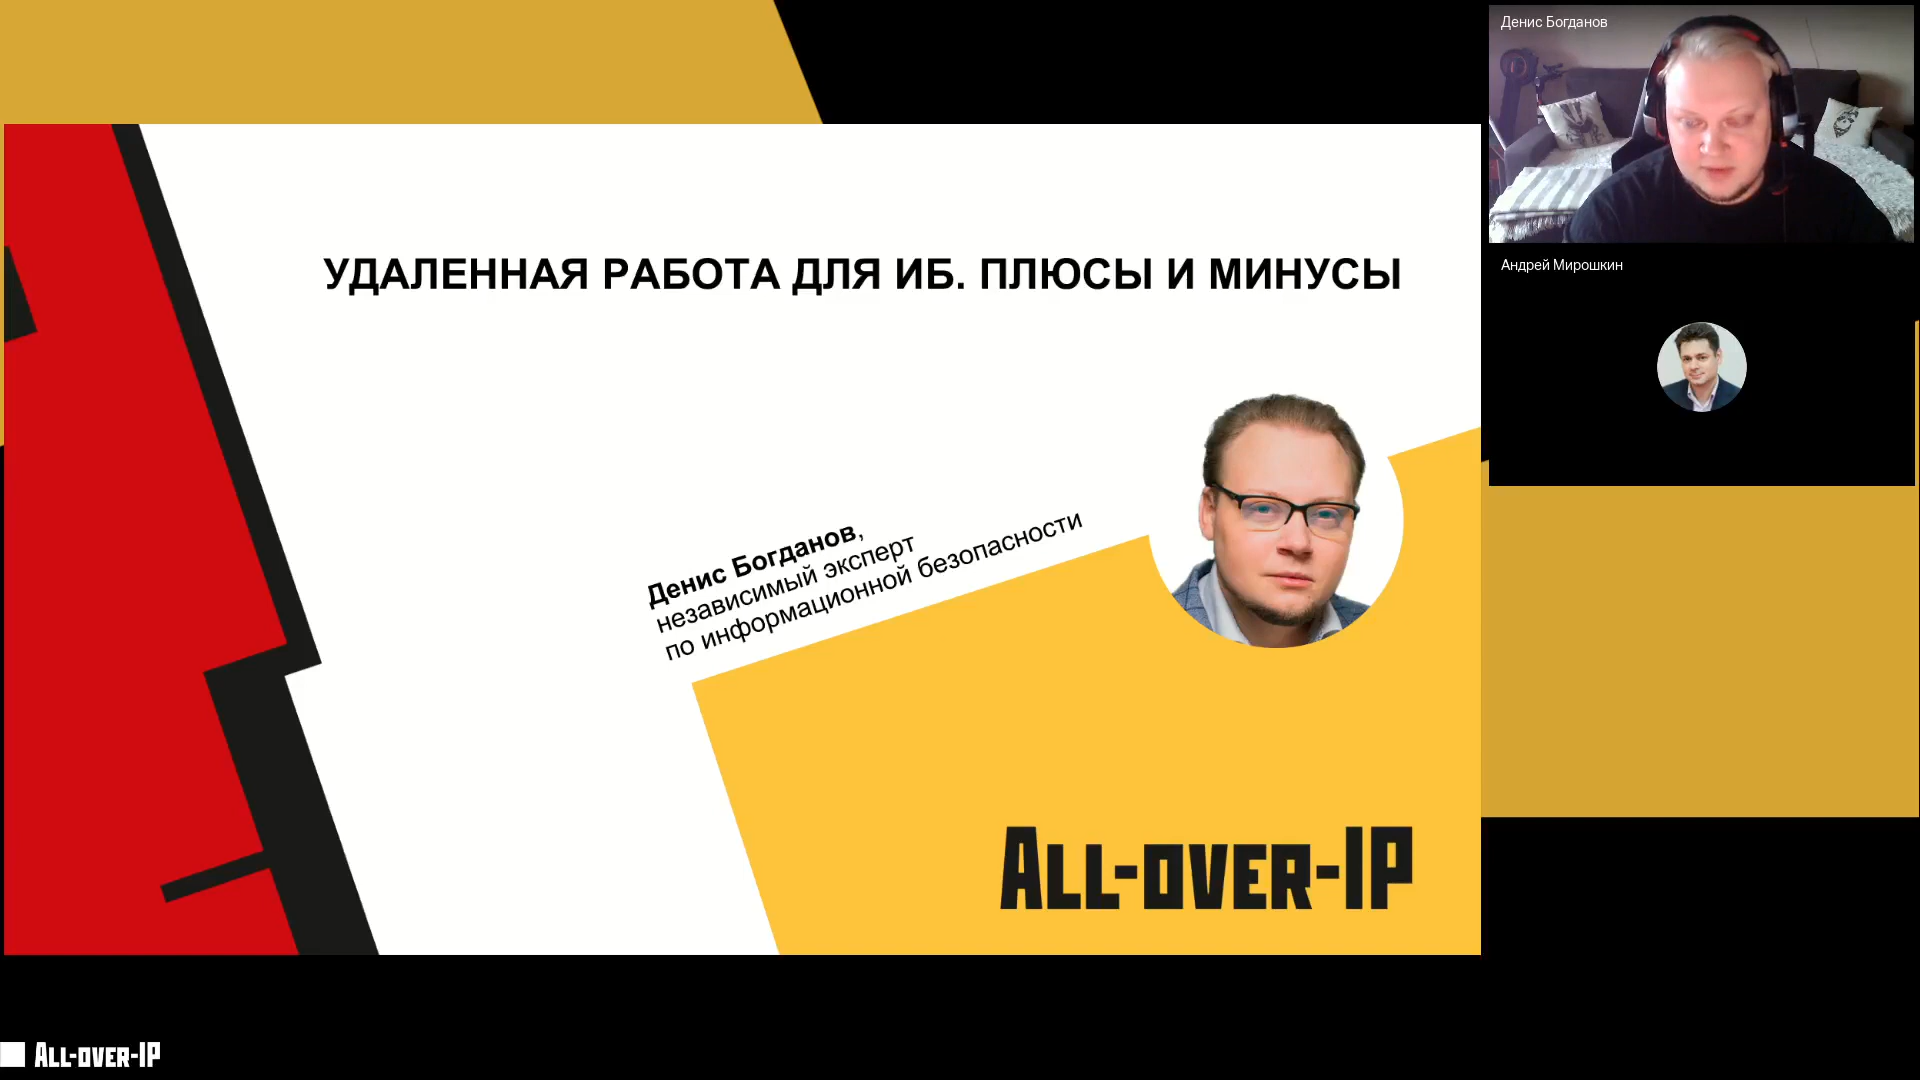 УДАЛЕННАЯ РАБОТА ДЛЯ ИБ. ПЛЮСЫ И МИНУСЫ
Денис Богданов,
независимый эксперт
по информационной безопасности
ALL-OVER-IP
Денис Богданов
Андрей Мирошкин
ALL-OVER-IP